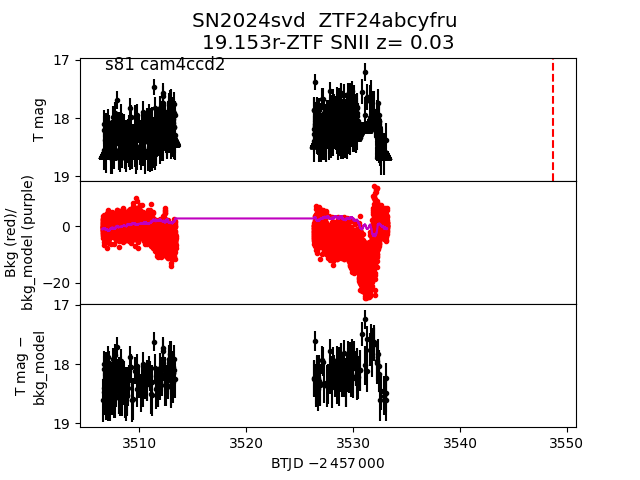 SN2024svd  ZTF24abcyfru
19.153r-ZTF SNII z= 0.03
s81 cam4ccd2
17
18
19
T mag
0
−20
Bkg (red)/
bkg_model (purple)
17
18
19
T mag −
bkg_model
3510 3520 3530 3540 3550
BTJD −2 457 000